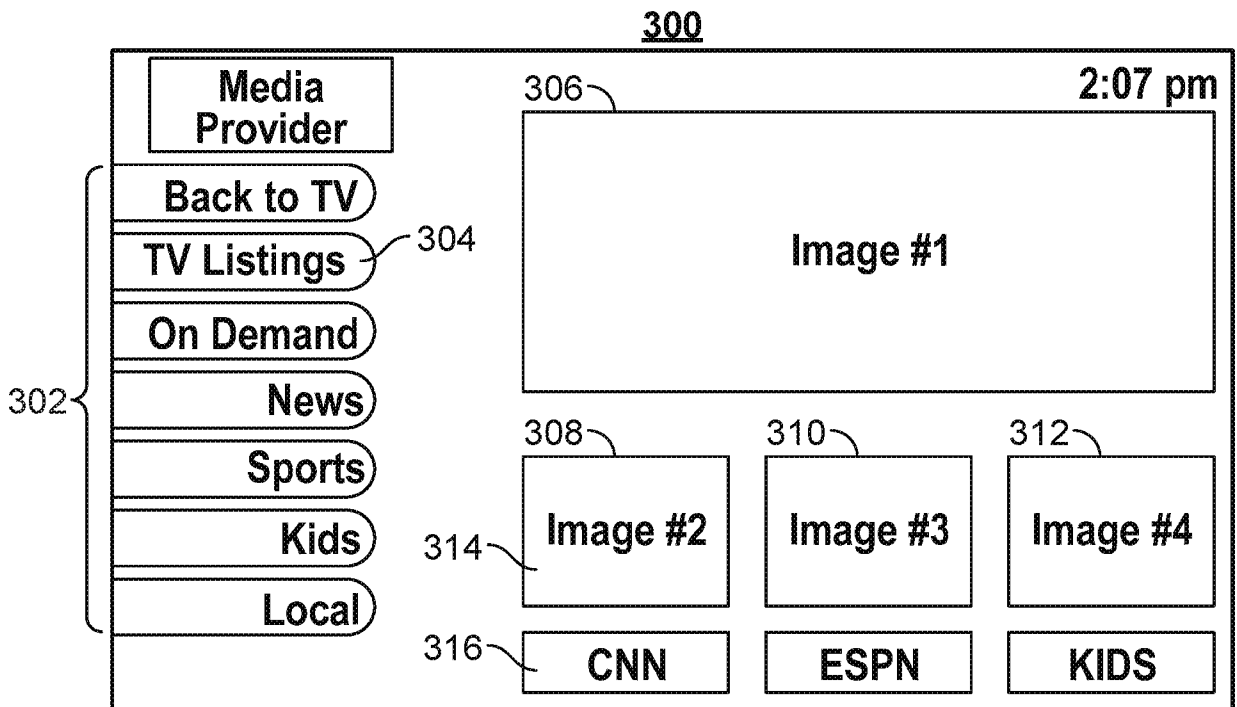 300
Media
Provider
2:07 pm
306
Back to TV
TV Listings
304
Image #1
On Demand
302
News
308
310
312
Sports
Image #2
Image #3
Image #4
314
Kids
Local
316
CNN
ESPN
KIDS